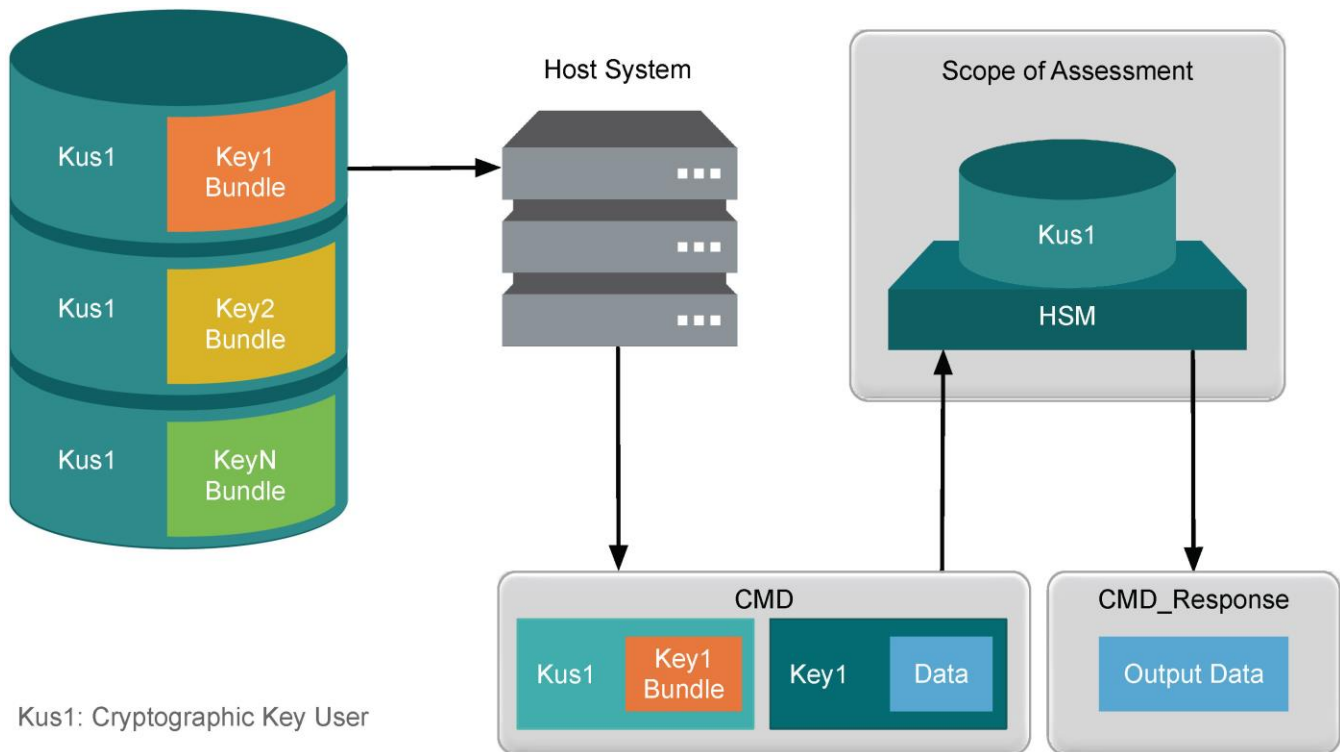 Kus1
Key1
Bundle
Kus1
Key2
Bundle
Kus1
KeyN
Bundle
Host System
Scope of Assessment
Kus1
HSM
CMD
Kus1
Key1
Bundle
Key1
Data
CMD_Response
Output Data
Kus1: Cryptographic Key User